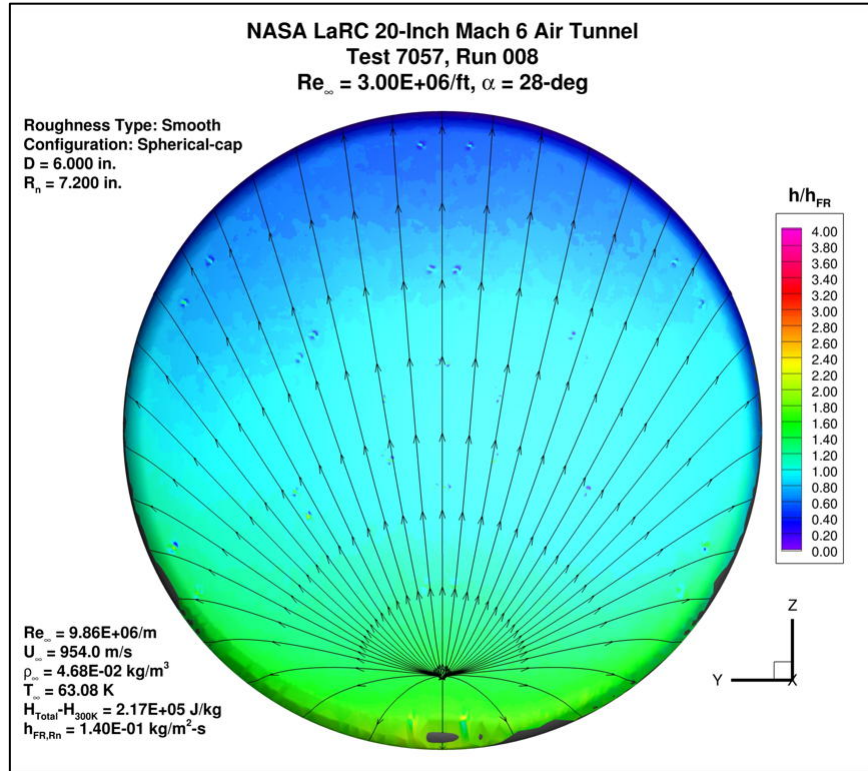 NASA LaRC 20-Inch Mach 6 Air Tunnel
Test 7057, Run 008
Re∞ = 3.00E+06/ft, α = 28-deg
Roughness Type: Smooth
Configuration: Spherical-cap
D = 6.000 in.
Rn = 7.200 in.
h/hFR
4.00
3.80
3.60
3.40
3.20
3.00
2.80
2.60
2.40
2.20
2.00
1.80
1.60
1.40
1.20
1.00
0.80
0.60
0.40
0.20
0.00
Re∞ = 9.86E+06/m
U∞ = 954.0 m/s
ρ∞ = 4.68E-02 kg/m³
T∞ = 63.08 K
HTotal-H300K = 2.17E+05 J/kg
hFR,Rn = 1.40E-01 kg/m²-s
Z
Y
X